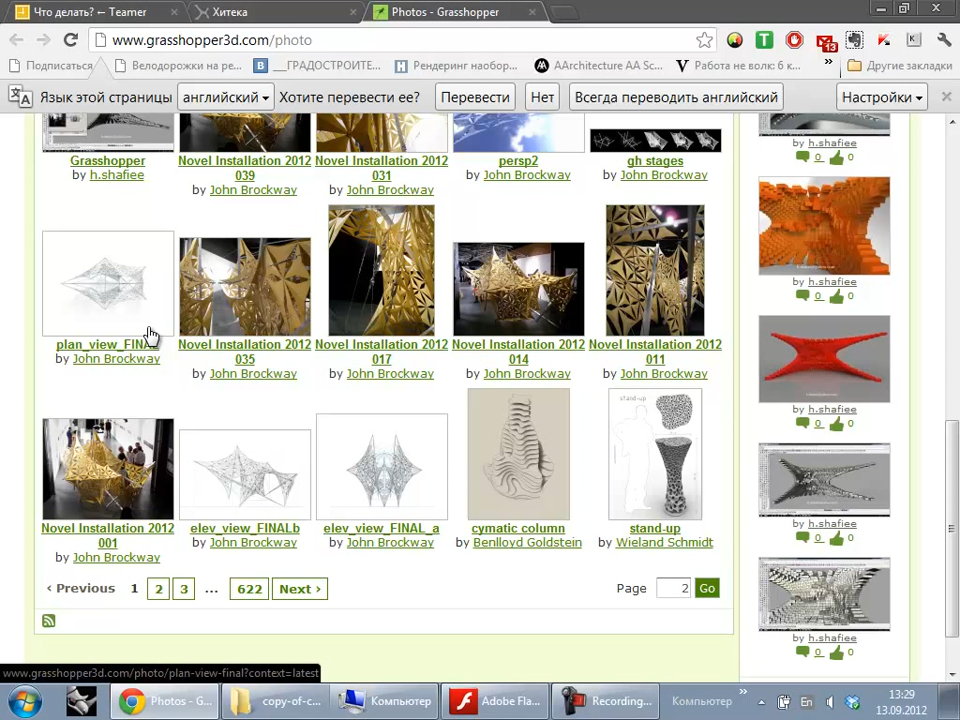 Что делать? ← Teamer
Хитека
Photos - Grasshopper
www.grasshopper3d.com/photo
13
Подписаться
Велодорожки на ре...
___ГРАДОСТРОИТЕ...
Рендеринг наобор...
AArchitecture AA Sc...
Работа не волк: 6 к...
Другие закладки
Язык этой страницы
английский
Хотите перевести ее?
Перевести
Нет
Всегда переводить английский
Настройки
Grasshopper
by h.shafiee
Novel Installation 2012
039
by John Brockway
Novel Installation 2012
031
by John Brockway
persp2
by John Brockway
gh stages
by John Brockway
plan_view_FINAL
by John Brockway
Novel Installation 2012
035
by John Brockway
Novel Installation 2012
017
by John Brockway
Novel Installation 2012
014
by John Brockway
Novel Installation 2012
011
by John Brockway
Novel Installation 2012
001
by John Brockway
elev_view_FINALb
by John Brockway
elev_view_FINAL_a
by John Brockway
cymatic column
by Benlloyd Goldstein
stand-up
stand-up
by Wieland Schmidt
‹ Previous 1 2 3 ... 622 Next ›
Page 2 Go
by h.shafiee
0 0
by h.shafiee
0 0
by h.shafiee
0 0
by h.shafiee
0 0
by h.shafiee
0 0
www.grasshopper3d.com/photo/plan-view-final?context=latest
Photos - G...
copy-of-c...
Компьютер
Adobe Fla...
Recording...
Компьютер
En
13:29
13.09.2012